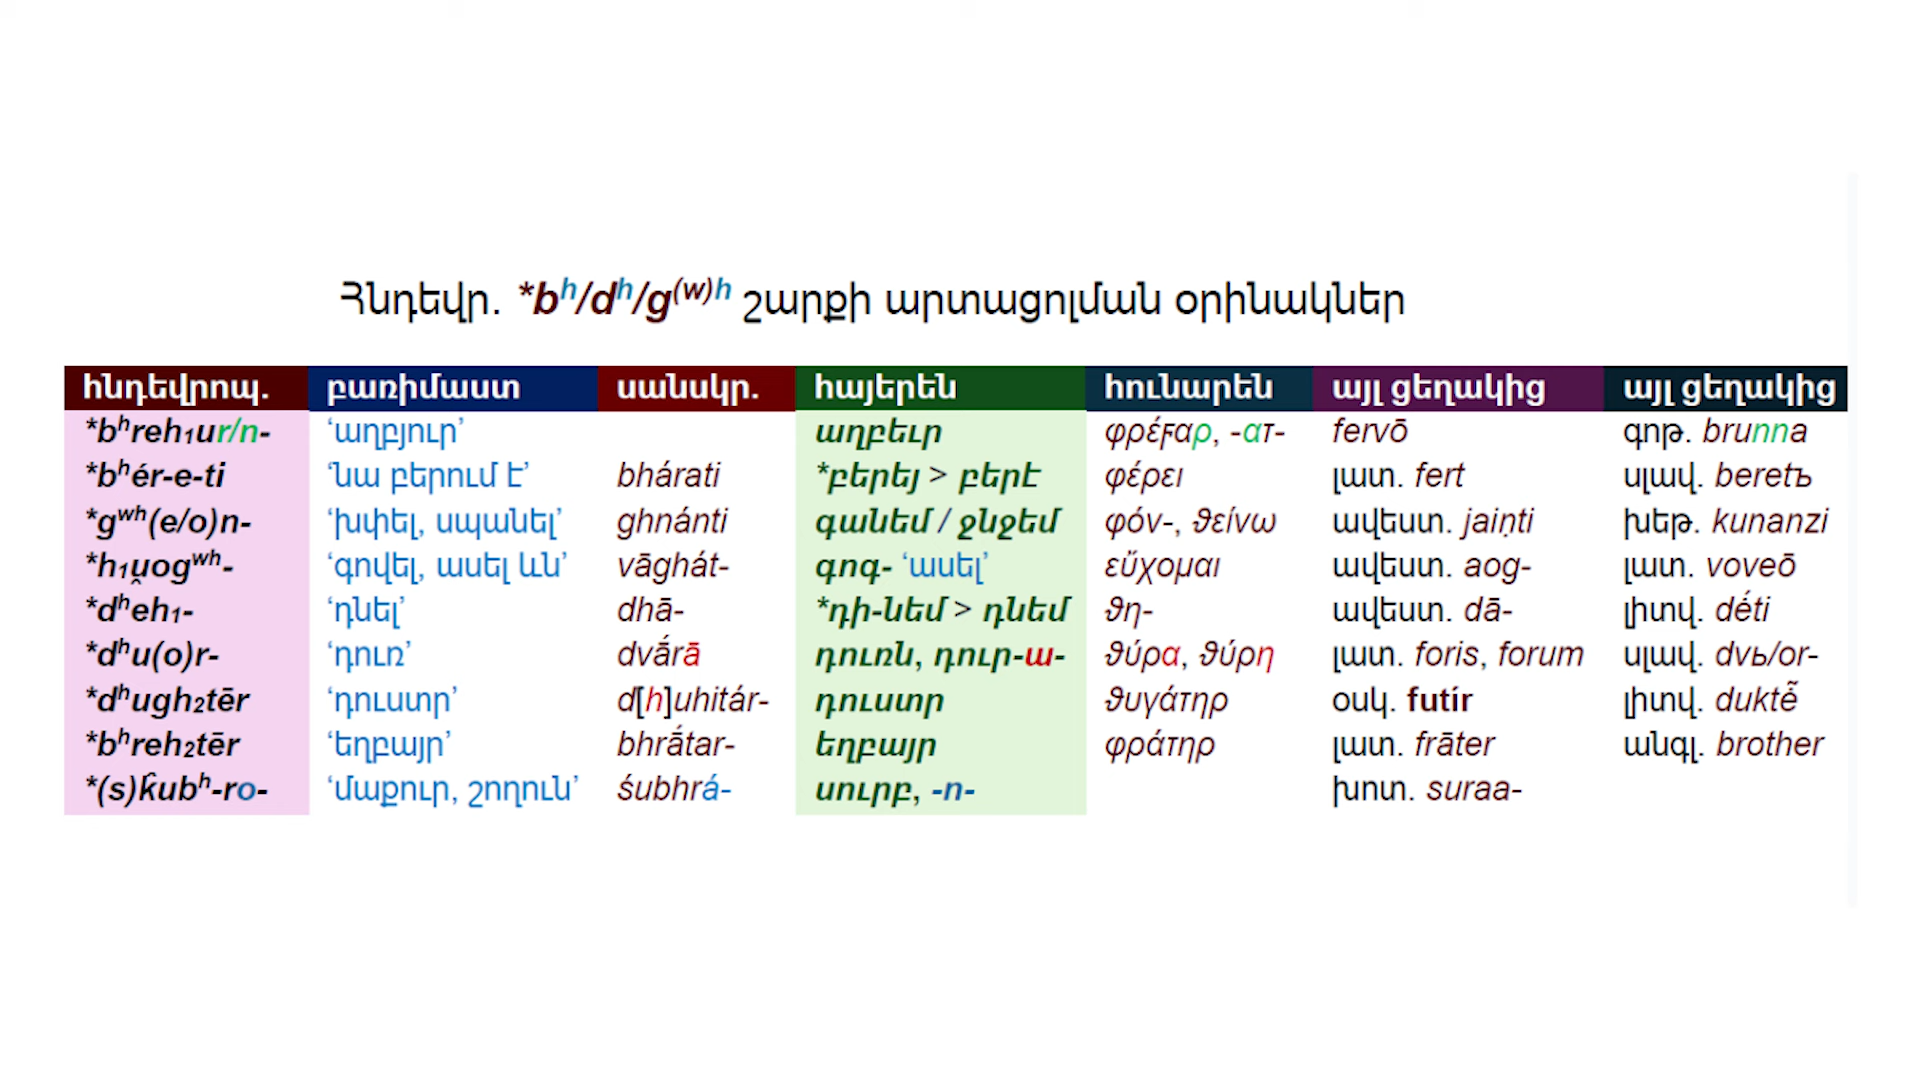 Հնդեվր. *bʰ/dʰ/g⁽ʷ⁾ʰ շարքի արտացոլման օրինակներ
հնդեվրոպ. բառիմաստ սանսկր. հայերեն հունարեն այլ ցեղակից այլ ցեղակից
*bʰreh₁ur/n- ‘աղբյուր’ աղբեւր φρέϝαρ, -ατ- fervō գոթ. brunna
*bʰér-e-ti ‘նա բերում է’ bhárati *բերեյ > բերէ φέρει լատ. fert սլավ. beretъ
*gʷʰ(e/o)n- ‘խփել, սպանել’ ghnánti գանեմ / ջնջեմ φόν-, ϑείνω ավեստ. jaiṇti խեթ. kunanzi
*h₁u̯ogʷʰ- ‘գովել, ասել ևն’ vāghát- գոգ- ‘ասել’ εὔχομαι ավեստ. aog- լատ. voveō
*dʰeh₁- ‘դնել’ dhā- *դի-նեմ > դնեմ ϑη- ավեստ. dā- լիտվ. dė́ti
*dʰu(o)r- ‘դուռ’ dvā́rā դուռն, դուր-ա- ϑύρα, ϑύρη լատ. foris, forum սլավ. dvь/or-
*dʰugh₂tēr ‘դուստր’ d[h]uhitár- դուստր ϑυγάτηρ օսկ. futír լիտվ. duktė̃
*bʰreh₂tēr ‘եղբայր’ bhrā́tar- եղբայր φράτηρ լատ. frāter անգլ. brother
*(s)k̂ubʰ-ro- ‘մաքուր, շողուն’ śubhrá- սուրբ, -ո- խոտ. suraa-